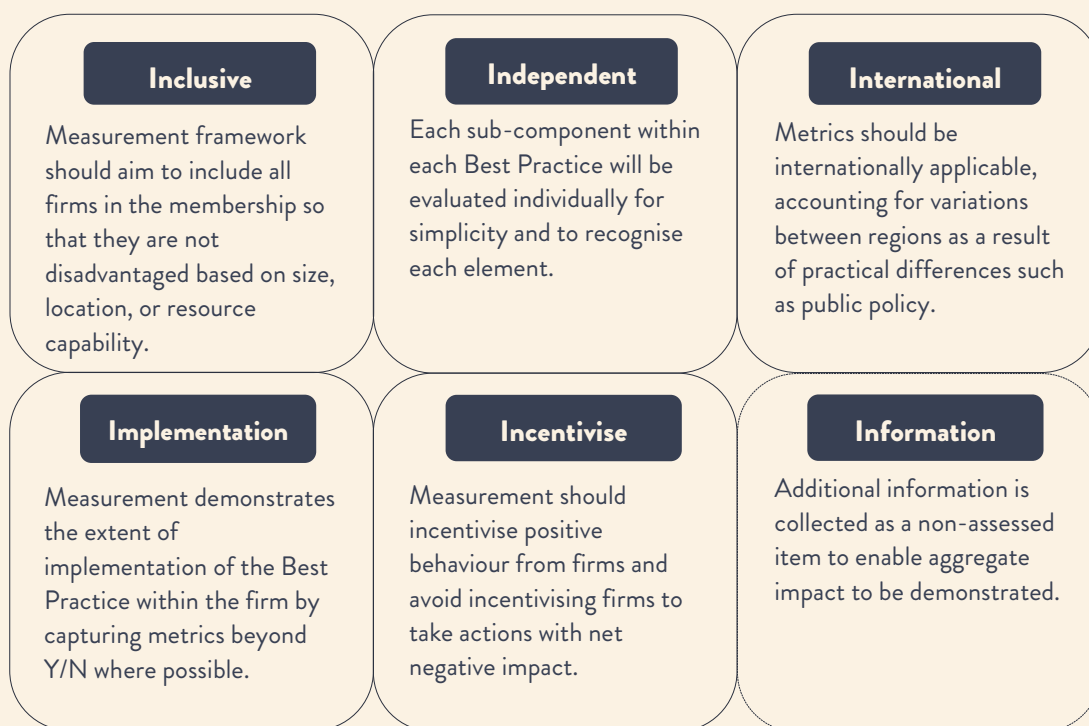 Inclusive
Measurement framework
should aim to include all
firms in the membership so
that they are not
disadvantaged based on size,
location, or resource
capability.
Independent
Each sub-component within
each Best Practice will be
evaluated individually for
simplicity and to recognise
each element.
International
Metrics should be
internationally applicable,
accounting for variations
between regions as a result
of practical differences such
as public policy.
Implementation
Measurement demonstrates
the extent of
implementation of the Best
Practice within the firm by
capturing metrics beyond
Y/N where possible.
Incentivise
Measurement should
incentivise positive
behaviour from firms and
avoid incentivising firms to
take actions with net
negative impact.
Information
Additional information is
collected as a non-assessed
item to enable aggregate
impact to be demonstrated.